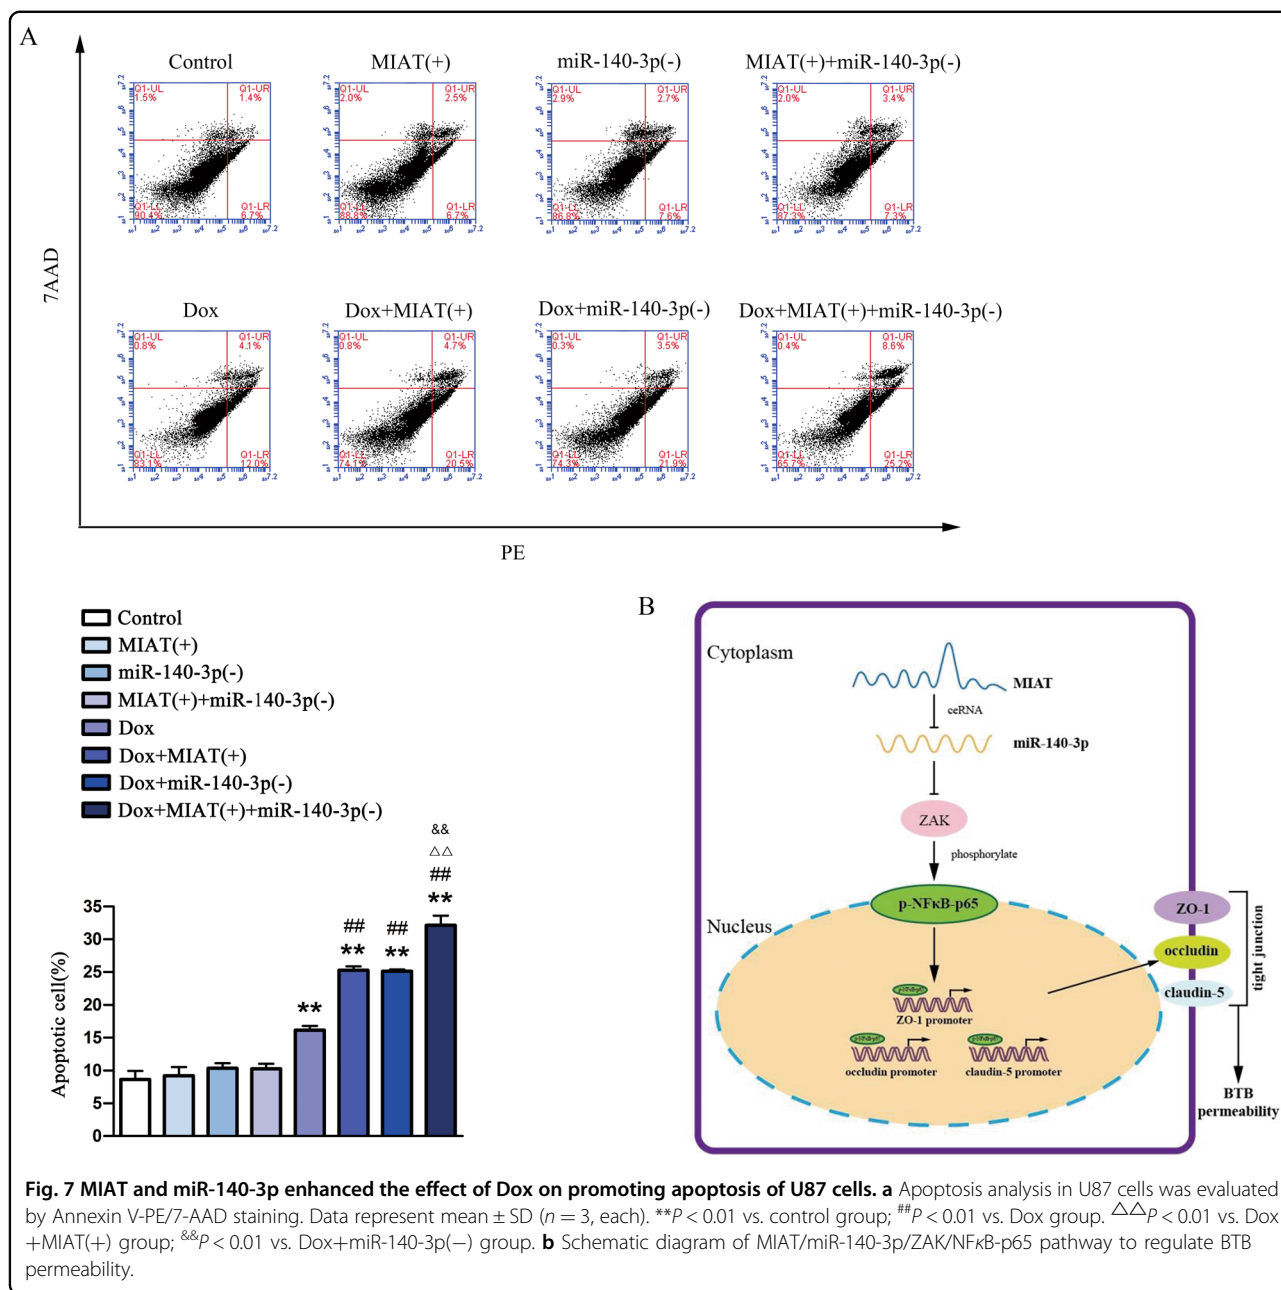 A
Control
MIAT(+)
miR-140-3p(-)
MIAT(+)+miR-140-3p(-)
Q1-UL
1.5%
Q1-UR
1.4%
Q1-LL
90.4%
Q1-LR
6.7%
Q1-UL
2.0%
Q1-UR
2.5%
Q1-LL
88.8%
Q1-LR
6.7%
Q1-UL
2.9%
Q1-UR
2.7%
Q1-LL
86.8%
Q1-LR
7.6%
Q1-UL
2.0%
Q1-UR
3.4%
Q1-LL
87.3%
Q1-LR
7.3%
7AAD
Dox
Dox+MIAT(+)
Dox+miR-140-3p(-)
Dox+MIAT(+)+miR-140-3p(-)
Q1-UL
0.8%
Q1-UR
4.1%
Q1-LL
83.1%
Q1-LR
12.0%
Q1-UL
0.8%
Q1-UR
4.7%
Q1-LL
74.1%
Q1-LR
20.5%
Q1-UL
0.3%
Q1-UR
3.5%
Q1-LL
74.3%
Q1-LR
21.9%
Q1-UL
0.4%
Q1-UR
8.6%
Q1-LL
65.7%
Q1-LR
25.2%
PE
Control
MIAT(+)
miR-140-3p(-)
MIAT(+)+miR-140-3p(-)
Dox
Dox+MIAT(+)
Dox+miR-140-3p(-)
Dox+MIAT(+)+miR-140-3p(-)
&&
△△
## ## ##
** ** ** **
Apoptotic cell(%)
35
30
25
20
15
10
5
0
B
Cytoplasm
MIAT
ceRNA
miR-140-3p
ZAK
phosphorylate
p-NFκB-p65
Nucleus
p-NFκB-p65
ZO-1 promoter
p-NFκB-p65
occludin promoter
p-NFκB-p65
claudin-5 promoter
ZO-1
occludin
claudin-5
tight junction
BTB
permeability
Fig. 7 MIAT and miR-140-3p enhanced the effect of Dox on promoting apoptosis of U87 cells. a Apoptosis analysis in U87 cells was evaluated
by Annexin V-PE/7-AAD staining. Data represent mean ± SD (n = 3, each). **P < 0.01 vs. control group; ##P < 0.01 vs. Dox group. △△P < 0.01 vs. Dox
+MIAT(+) group; &&P < 0.01 vs. Dox+miR-140-3p(−) group. b Schematic diagram of MIAT/miR-140-3p/ZAK/NFκB-p65 pathway to regulate BTB
permeability.